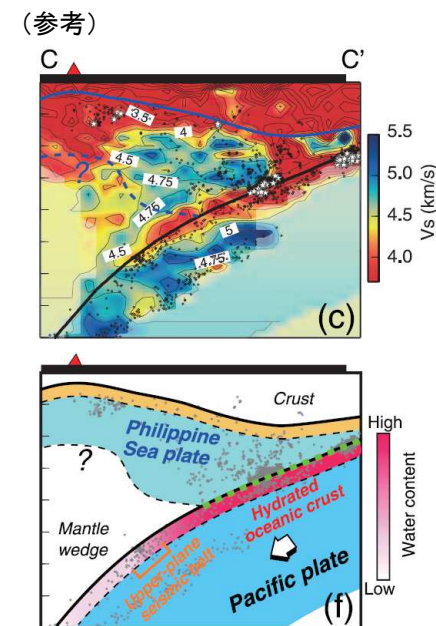 (参考)
C C'
3.5
4
4.5
?
4.75
4.75
5
4.5
4.75
(c)
5.5
5.0
4.5
4.0
Vs (km/s)
Crust
Philippine
Sea plate
?
Mantle
wedge
Hydrated
oceanic crust
Upper-plane
seismic belt
Pacific plate
(f)
High
Low
Water content